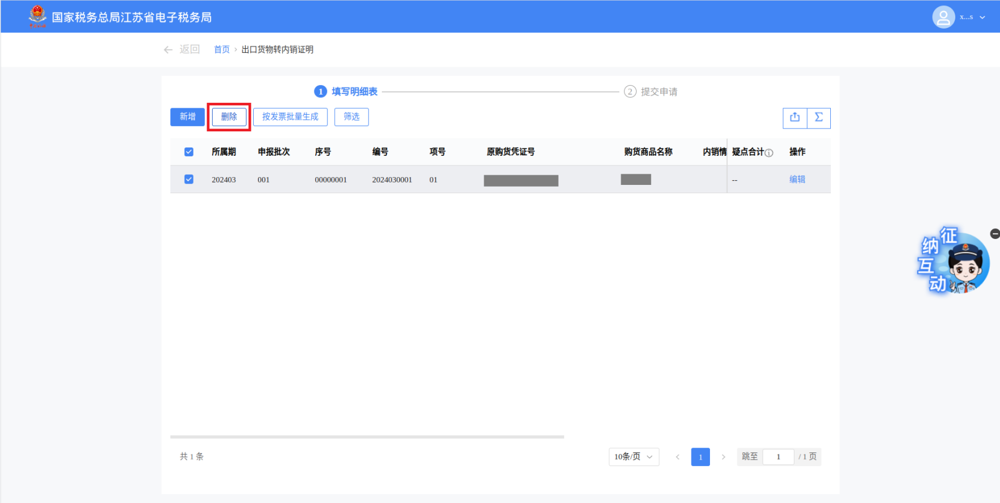 国家税务总局江苏省电子税务局
x...s
返回 首页 › 出口货物转内销证明
1 填写明细表 2 提交申请
新增 删除 按发票批量生成 筛选 Σ
所属期 申报批次 序号 编号 项号 原购货凭证号 购货商品名称 内销情 疑点合计 操作
202403 001 00000001 2024030001 01 -- 编辑
征
纳
互
动
共 1 条 10条/页 1 跳至 1 / 1 页